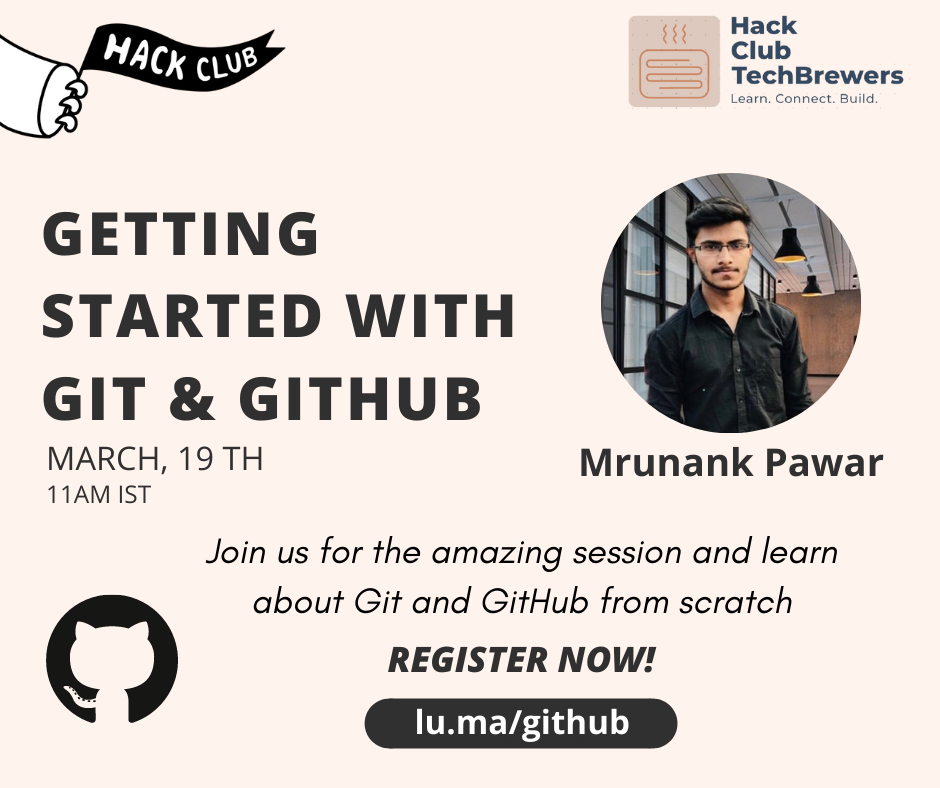 HACK CLUB
Hack
Club
TechBrewers
Learn. Connect. Build.
GETTING
STARTED WITH
GIT & GITHUB
MARCH, 19 TH
11AM IST
Mrunank Pawar
Join us for the amazing session and learn
about Git and GitHub from scratch
REGISTER NOW!
lu.ma/github